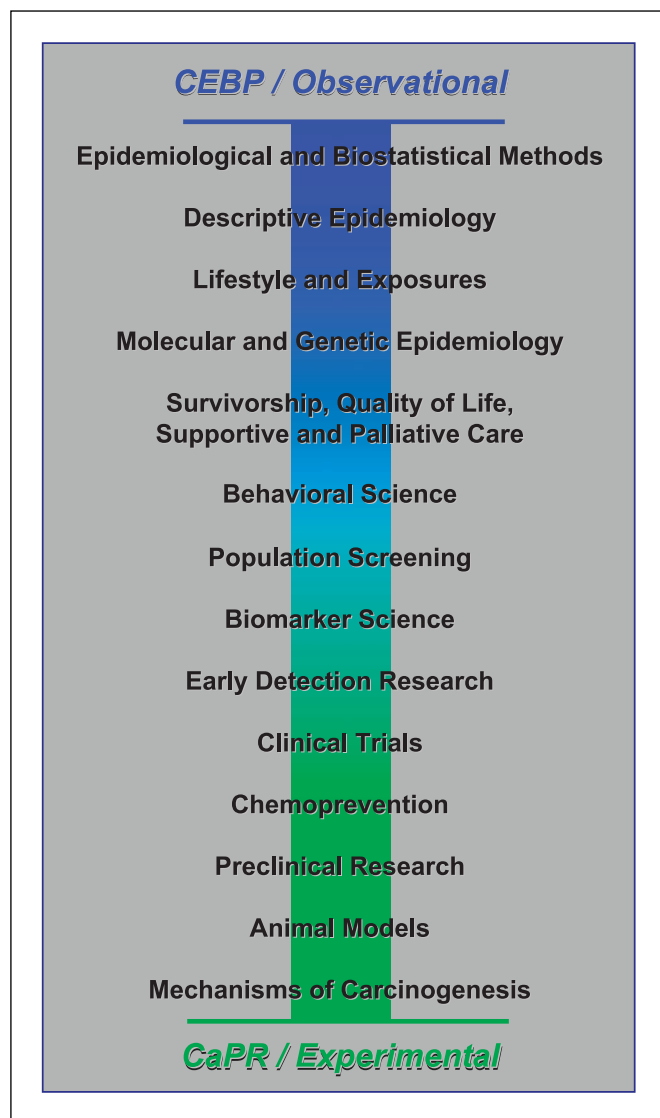 CEBP / Observational
Epidemiological and Biostatistical Methods
Descriptive Epidemiology
Lifestyle and Exposures
Molecular and Genetic Epidemiology
Survivorship, Quality of Life,
Supportive and Palliative Care
Behavioral Science
Population Screening
Biomarker Science
Early Detection Research
Clinical Trials
Chemoprevention
Preclinical Research
Animal Models
Mechanisms of Carcinogenesis
CaPR / Experimental